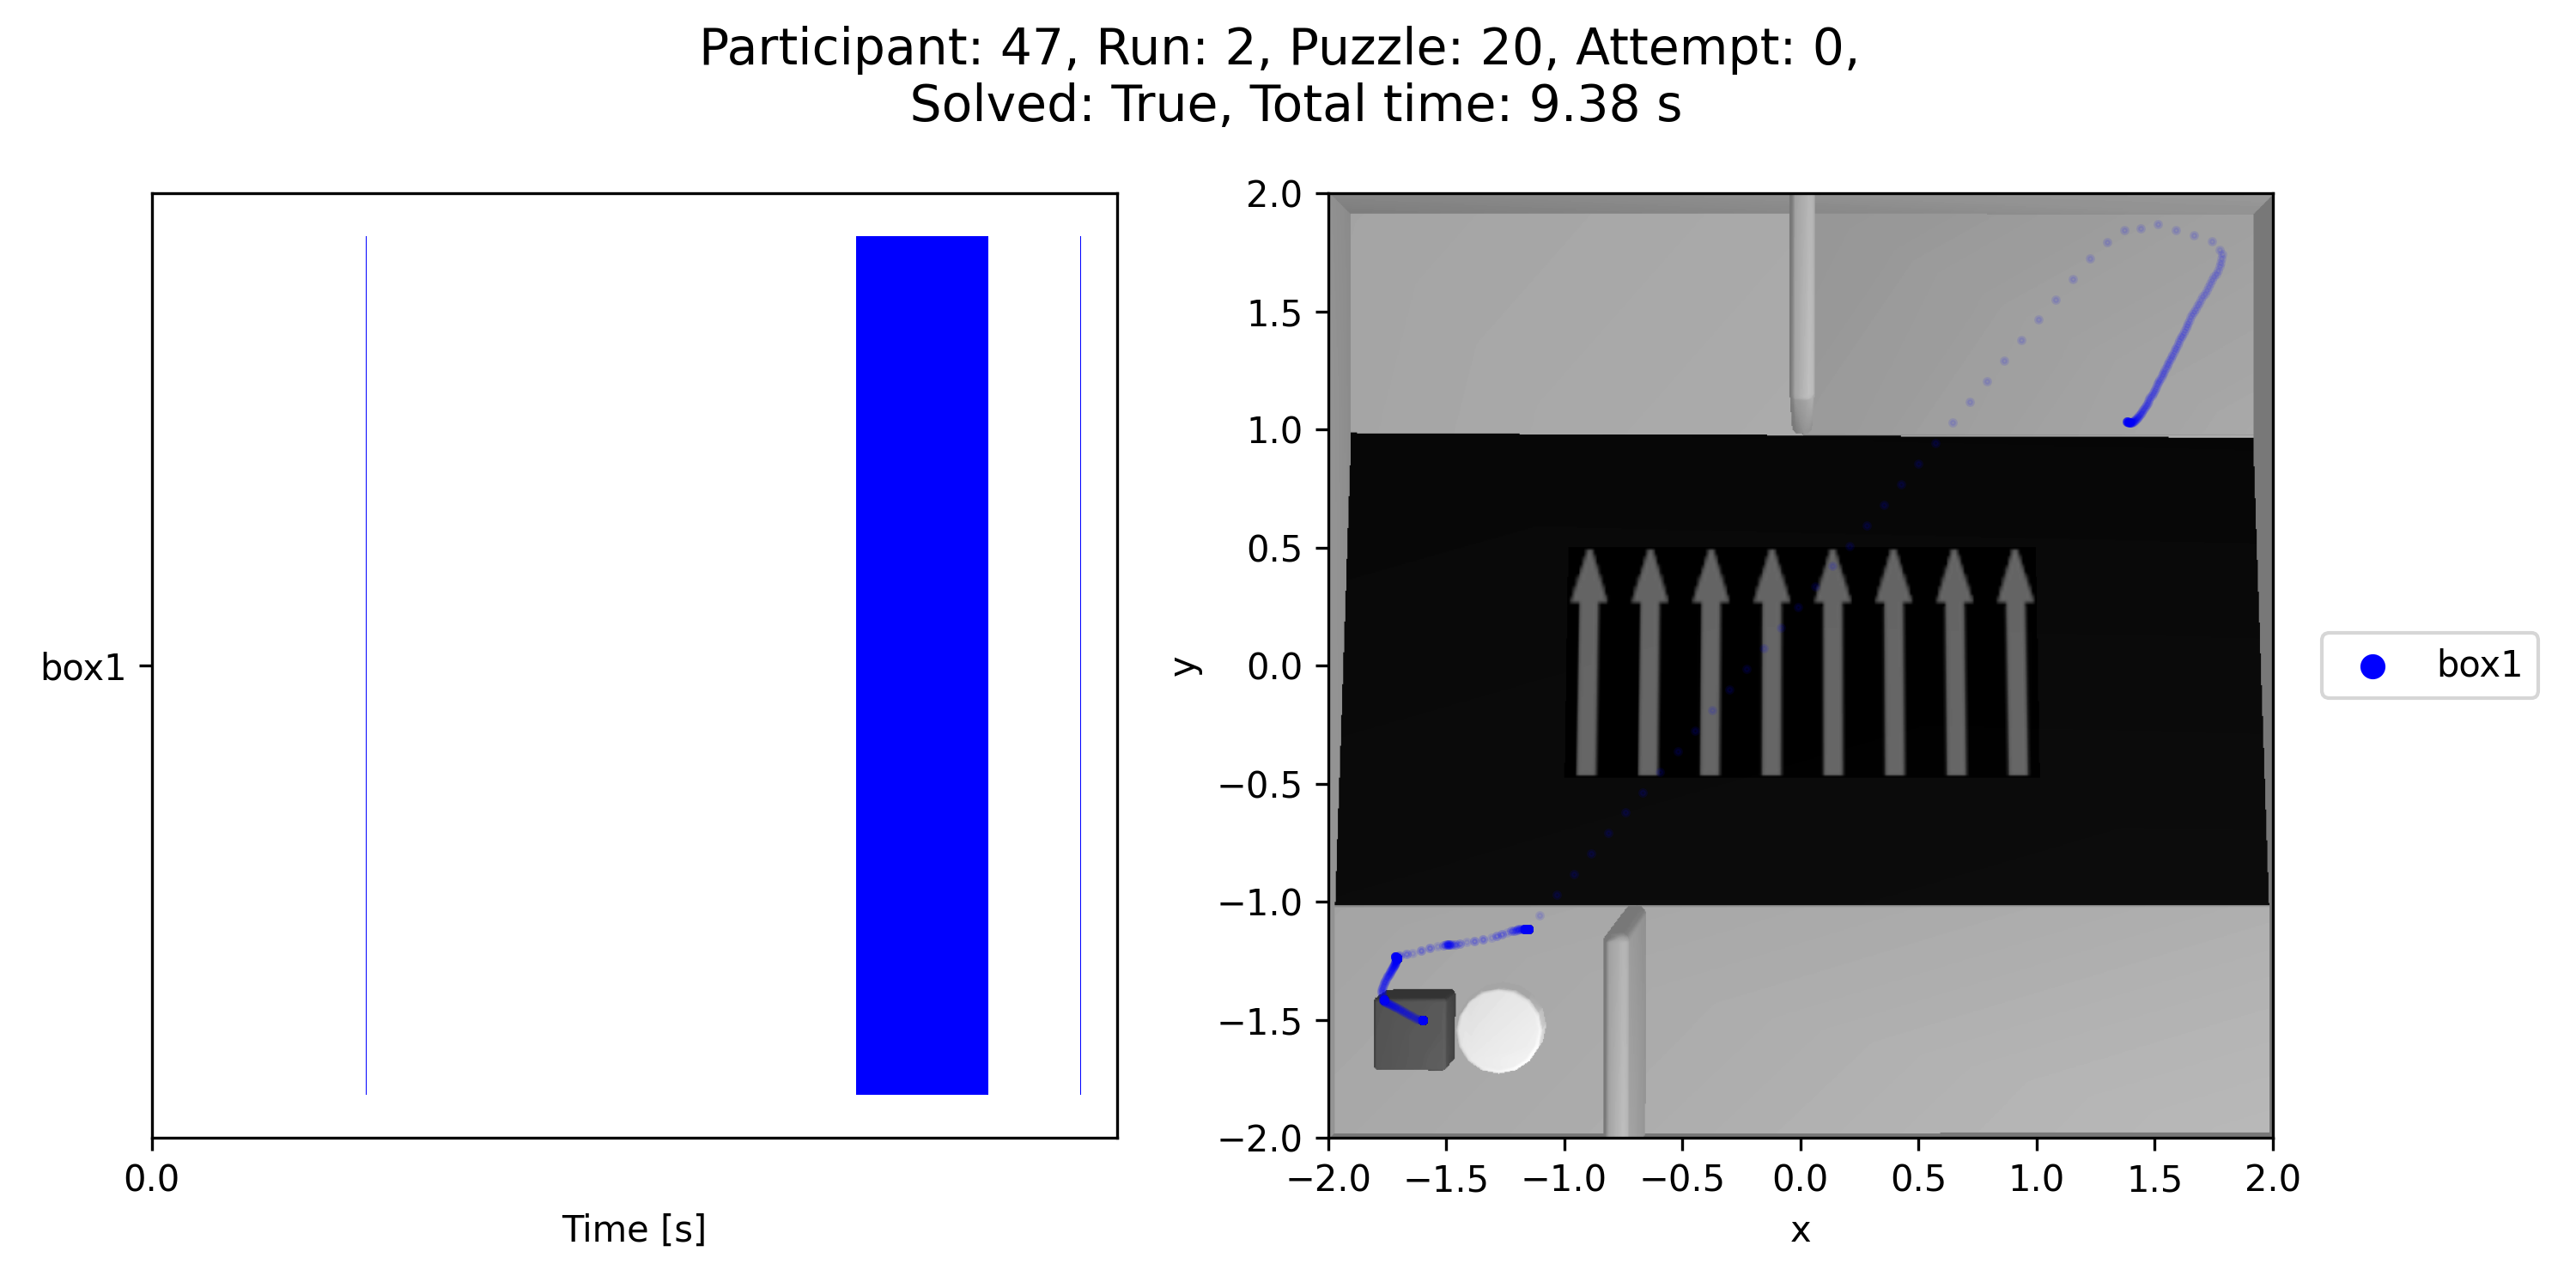 Participant: 47, Run: 2, Puzzle: 20, Attempt: 0,
Solved: True, Total time: 9.38 s
box1
0.0
Time [s]
2.0
1.5
1.0
0.5
0.0
−0.5
−1.0
−1.5
−2.0
y
−2.0 −1.5 −1.0 −0.5 0.0 0.5 1.0 1.5 2.0
x
box1